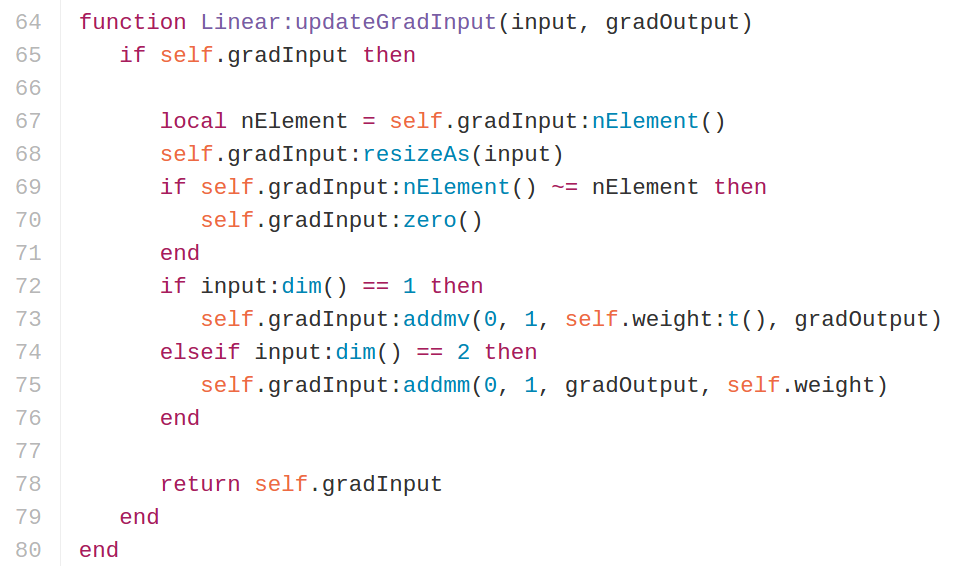 64 function Linear:updateGradInput(input, gradOutput)
65    if self.gradInput then
66
67       local nElement = self.gradInput:nElement()
68       self.gradInput:resizeAs(input)
69       if self.gradInput:nElement() ~= nElement then
70          self.gradInput:zero()
71       end
72       if input:dim() == 1 then
73          self.gradInput:addmv(0, 1, self.weight:t(), gradOutput)
74       elseif input:dim() == 2 then
75          self.gradInput:addmm(0, 1, gradOutput, self.weight)
76       end
77
78       return self.gradInput
79    end
80 end